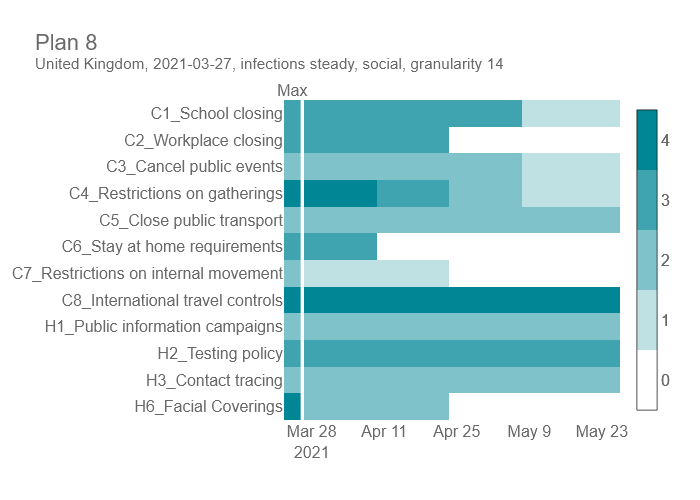 Plan 8
United Kingdom, 2021-03-27, infections steady, social, granularity 14
Max
C1_School closing
C2_Workplace closing
C3_Cancel public events
C4_Restrictions on gatherings
C5_Close public transport
C6_Stay at home requirements
C7_Restrictions on internal movement
C8_International travel controls
H1_Public information campaigns
H2_Testing policy
H3_Contact tracing
H6_Facial Coverings
4
3
2
1
0
Mar 28 Apr 11 Apr 25 May 9 May 23
2021